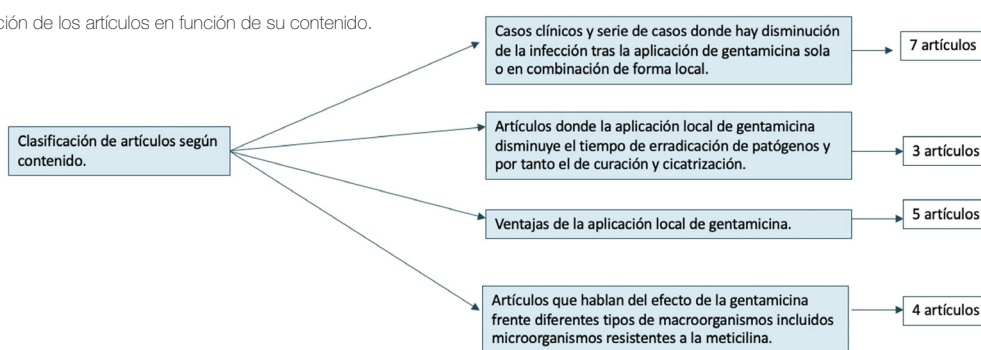 ción de los artículos en función de su contenido.
Clasificación de artículos según
contenido.
Casos clínicos y serie de casos donde hay disminución
de la infección tras la aplicación de gentamicina sola
o en combinación de forma local.
7 artículos
Artículos donde la aplicación local de gentamicina
disminuye el tiempo de erradicación de patógenos y
por tanto el de curación y cicatrización.
3 artículos
Ventajas de la aplicación local de gentamicina.
5 artículos
Artículos que hablan del efecto de la gentamicina
frente diferentes tipos de macroorganismos incluidos
microorganismos resistentes a la meticilina.
4 artículos